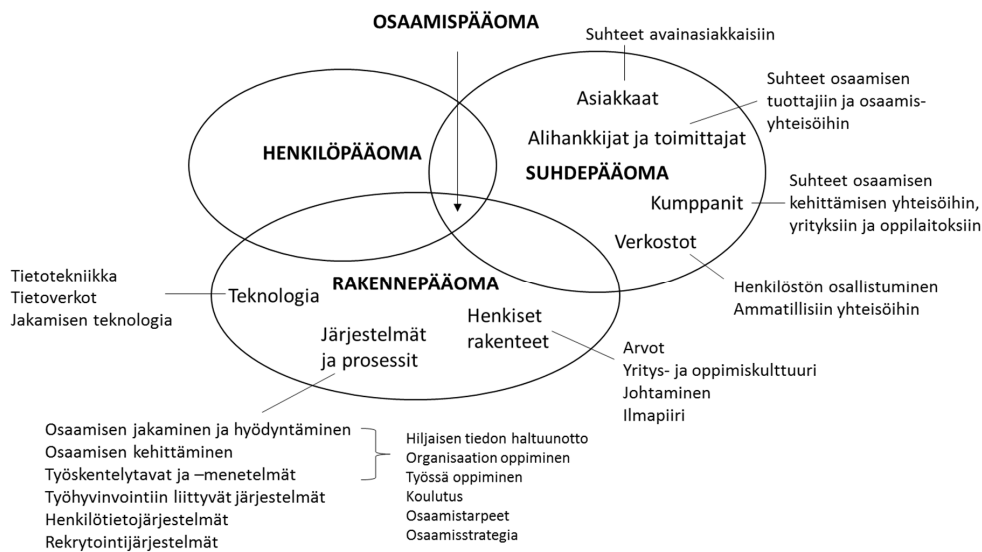 OSAAMISPÄÄOMA
Suhteet avainasiakkaisiin
Asiakkaat
Suhteet osaamisen
tuottajiin ja osaamis-
yhteisöihin
Alihankkijat ja toimittajat
HENKILÖPÄÄOMA
SUHDEPÄÄOMA
Kumppanit
Suhteet osaamisen
kehittämisen yhteisöihin,
yrityksiin ja oppilaitoksiin
Verkostot
Henkilöstön osallistuminen
Ammatillisiin yhteisöihin
RAKENNEPÄÄOMA
Tietotekniikka
Tietoverkot
Jakamisen teknologia
Teknologia
Järjestelmät
ja prosessit
Henkiset
rakenteet
Arvot
Yritys- ja oppimiskulttuuri
Johtaminen
Ilmapiiri
Osaamisen jakaminen ja hyödyntäminen
Osaamisen kehittäminen
Työskentelytavat ja –menetelmät
Työhyvinvointiin liittyvät järjestelmät
Henkilötietojärjestelmät
Rekrytointijärjestelmät
Hiljaisen tiedon haltuunotto
Organisaation oppiminen
Työssä oppiminen
Koulutus
Osaamistarpeet
Osaamisstrategia